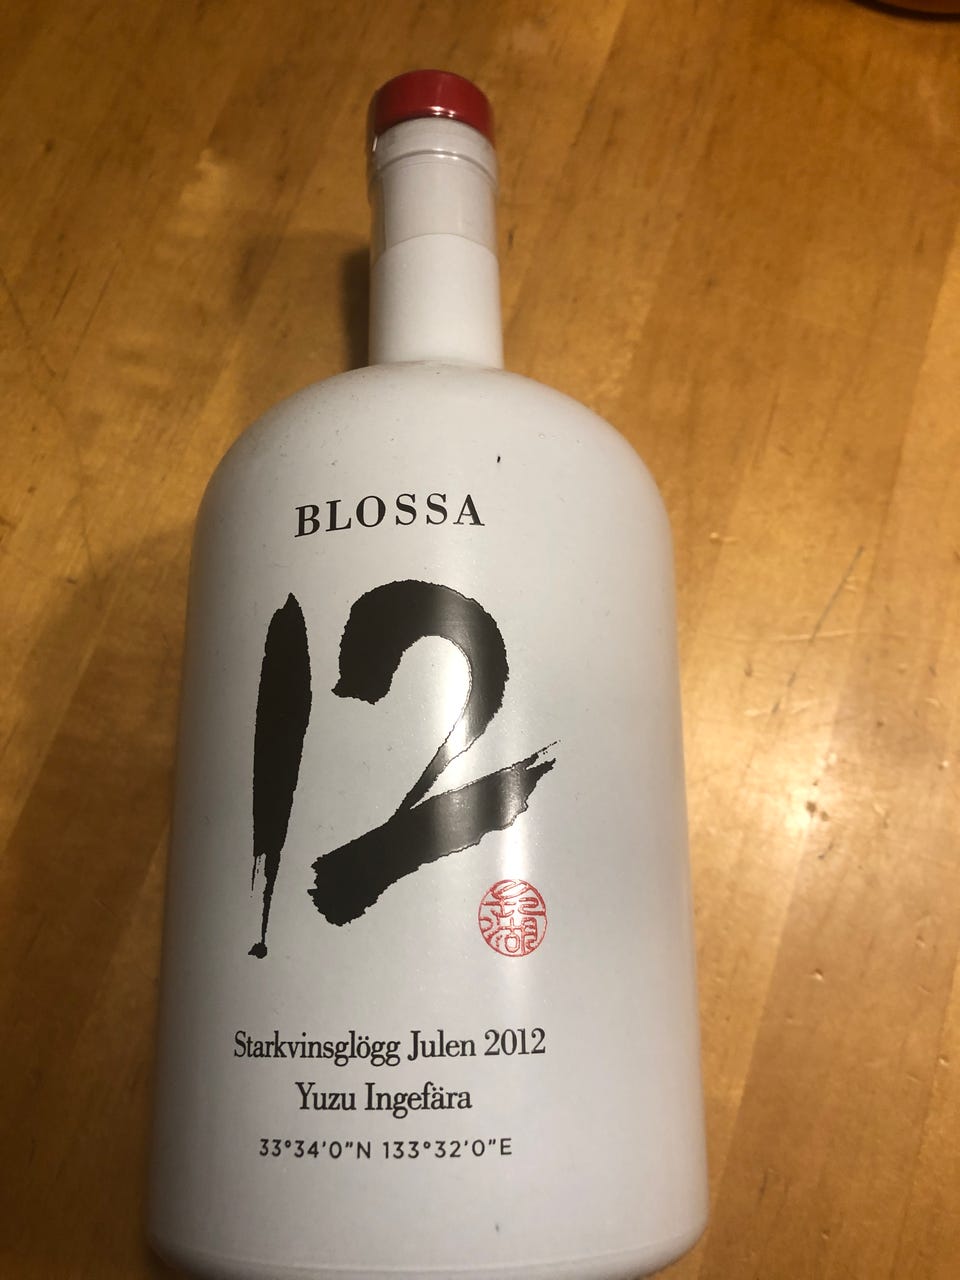 BLOSSA
12
Starkvinsglögg Julen 2012
Yuzu Ingefära
33°34'0"N 133°32'0"E